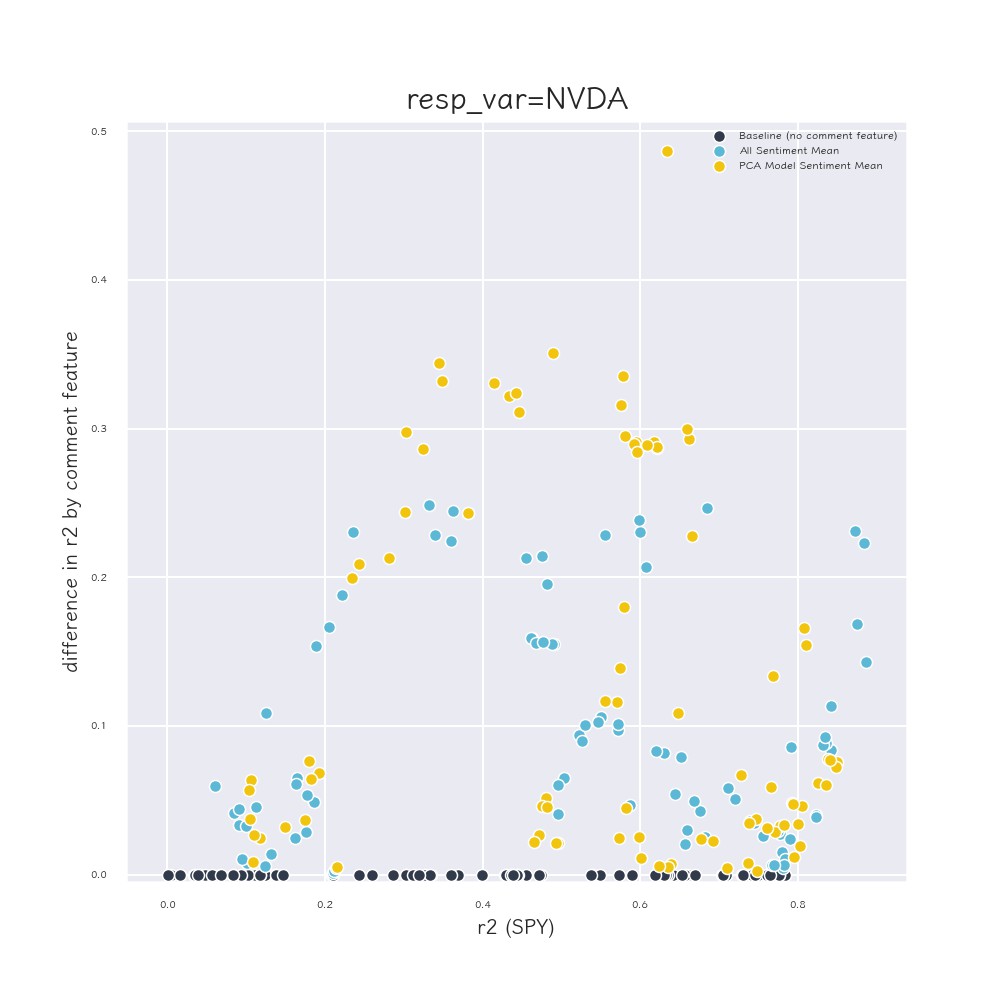 resp_var=NVDA
Baseline (no comment feature)
All Sentiment Mean
PCA Model Sentiment Mean
difference in r2 by comment feature
0.5
0.4
0.3
0.2
0.1
0.0
0.0 0.2 0.4 0.6 0.8
r2 (SPY)